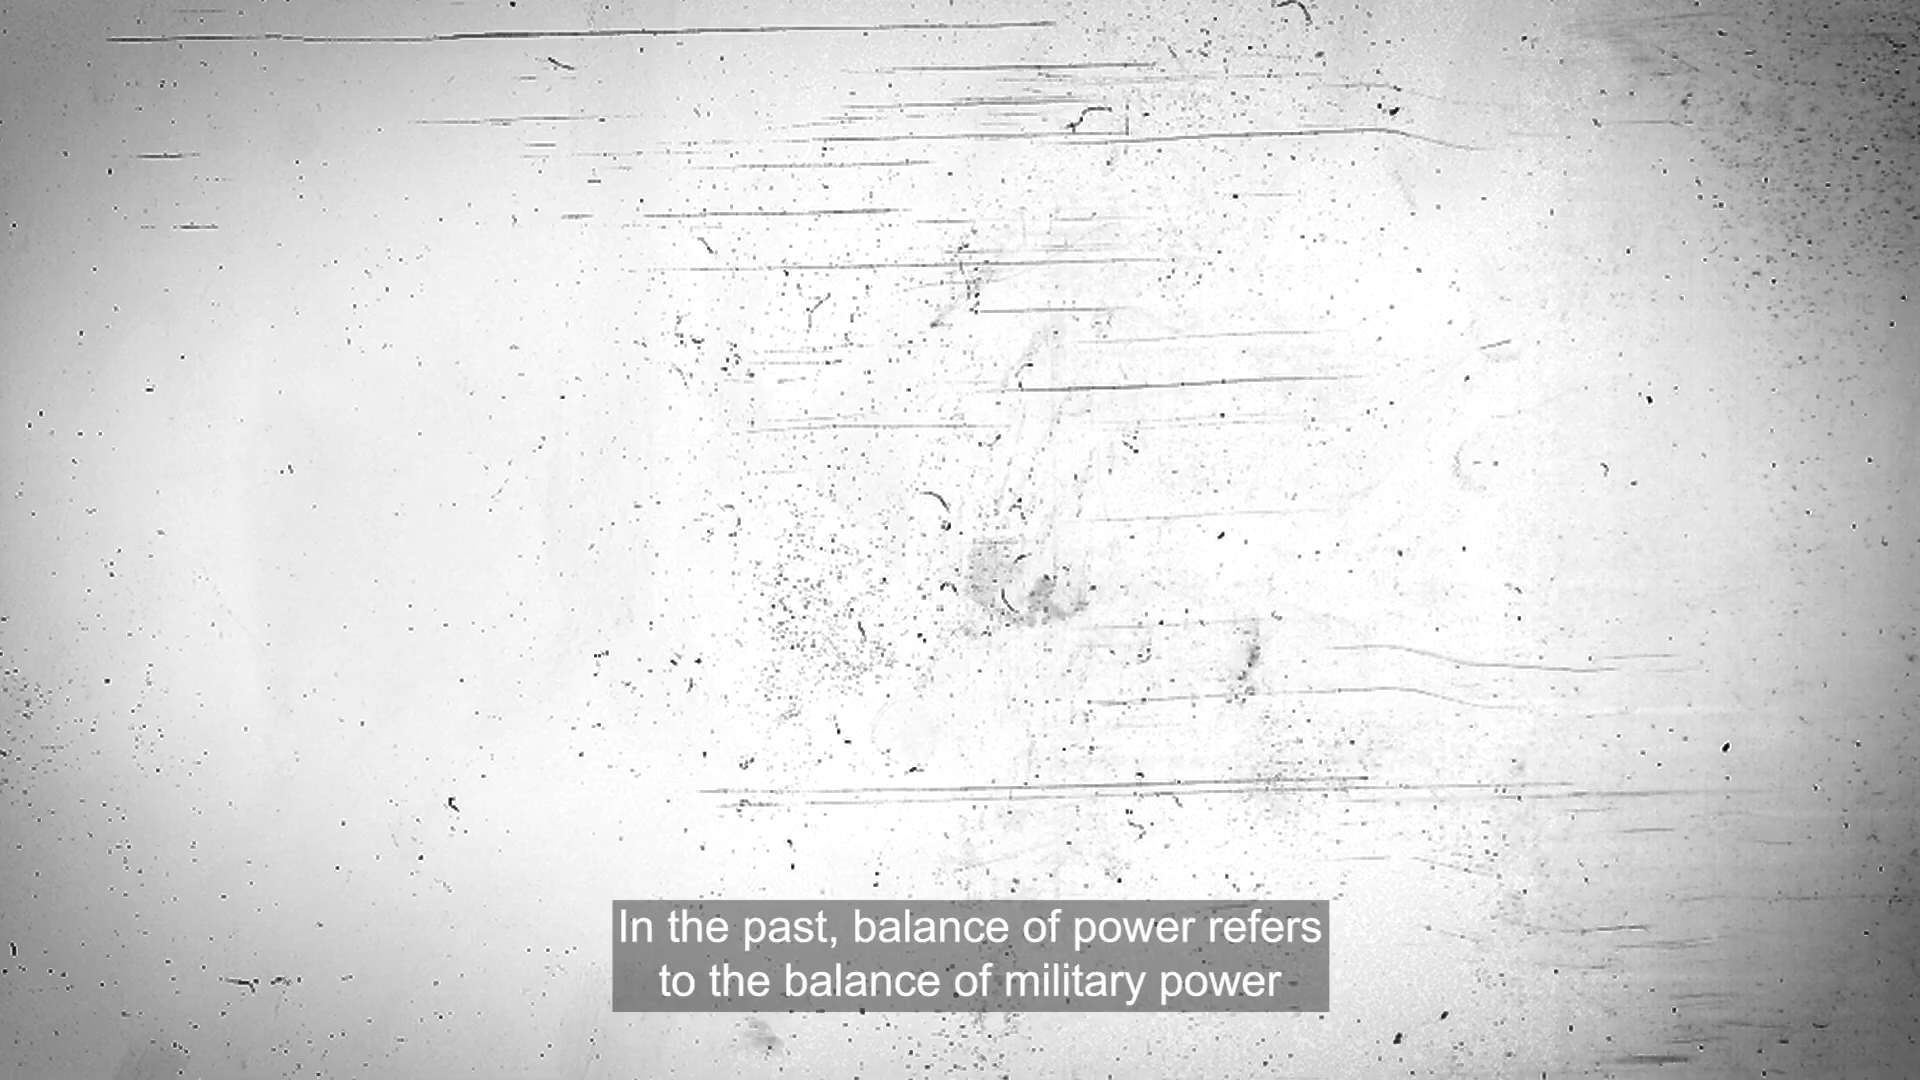 In the past, balance of power refers
to the balance of military power